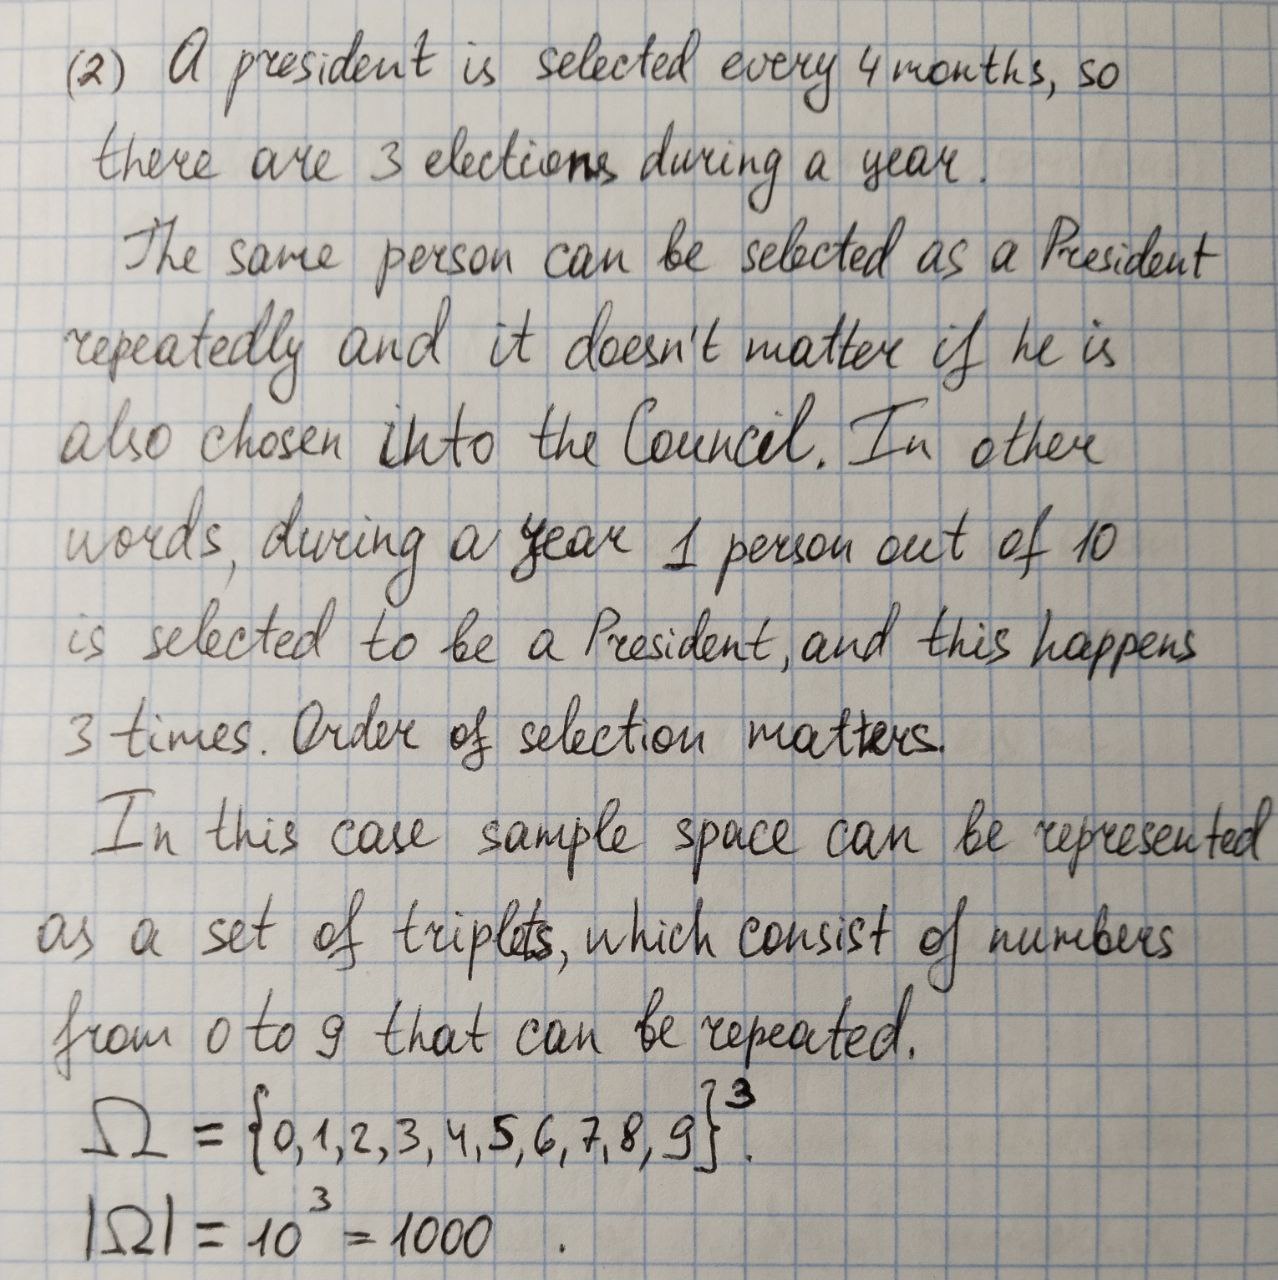 (2) A president is selected every 4 months, so
there are 3 elections during a year.
The same person can be selected as a President
repeatedly and it doesn't matter if he is
also chosen into the Council. In other
words, during a year 1 person out of 10
is selected to be a President, and this happens
3 times. Order of selection matters.
In this case sample space can be represented
as a set of triplets, which consist of numbers
from 0 to 9 that can be repeated.
Ω = {0,1,2,3,4,5,6,7,8,9}³.
|Ω| = 10³ = 1000 .